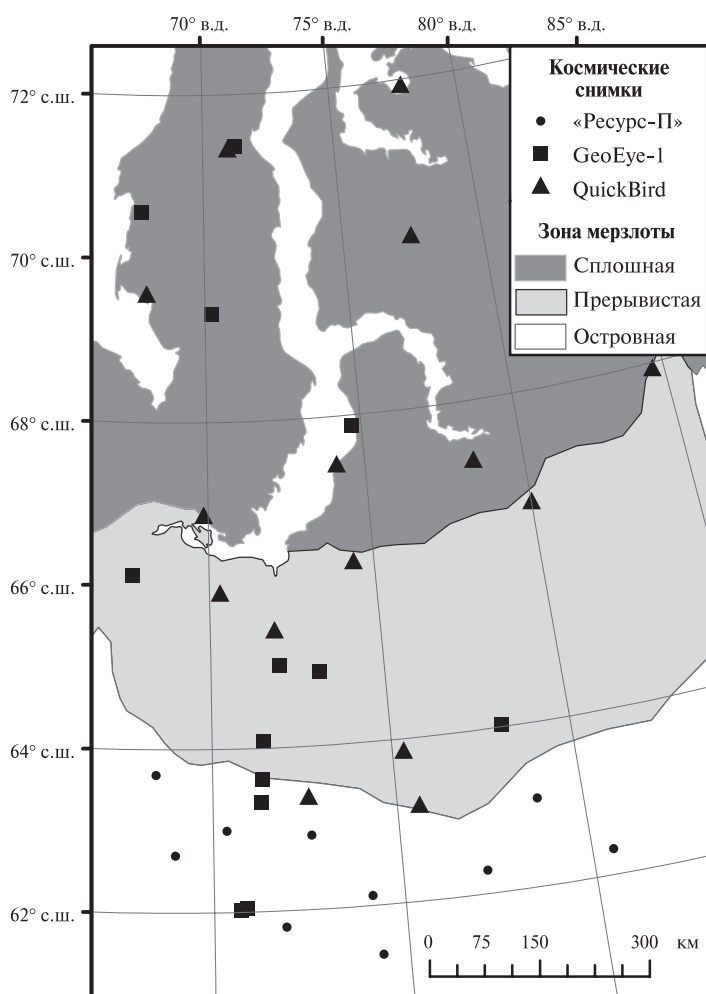 70° в.д. 75° в.д. 80° в.д. 85° в.д.
72° с.ш.
70° с.ш.
68° с.ш.
66° с.ш.
64° с.ш.
62° с.ш.
Космические
снимки
«Ресурс-П»
GeoEye-1
QuickBird
Зона мерзлоты
Сплошная
Прерывистая
Островная
0 75 150 300 км